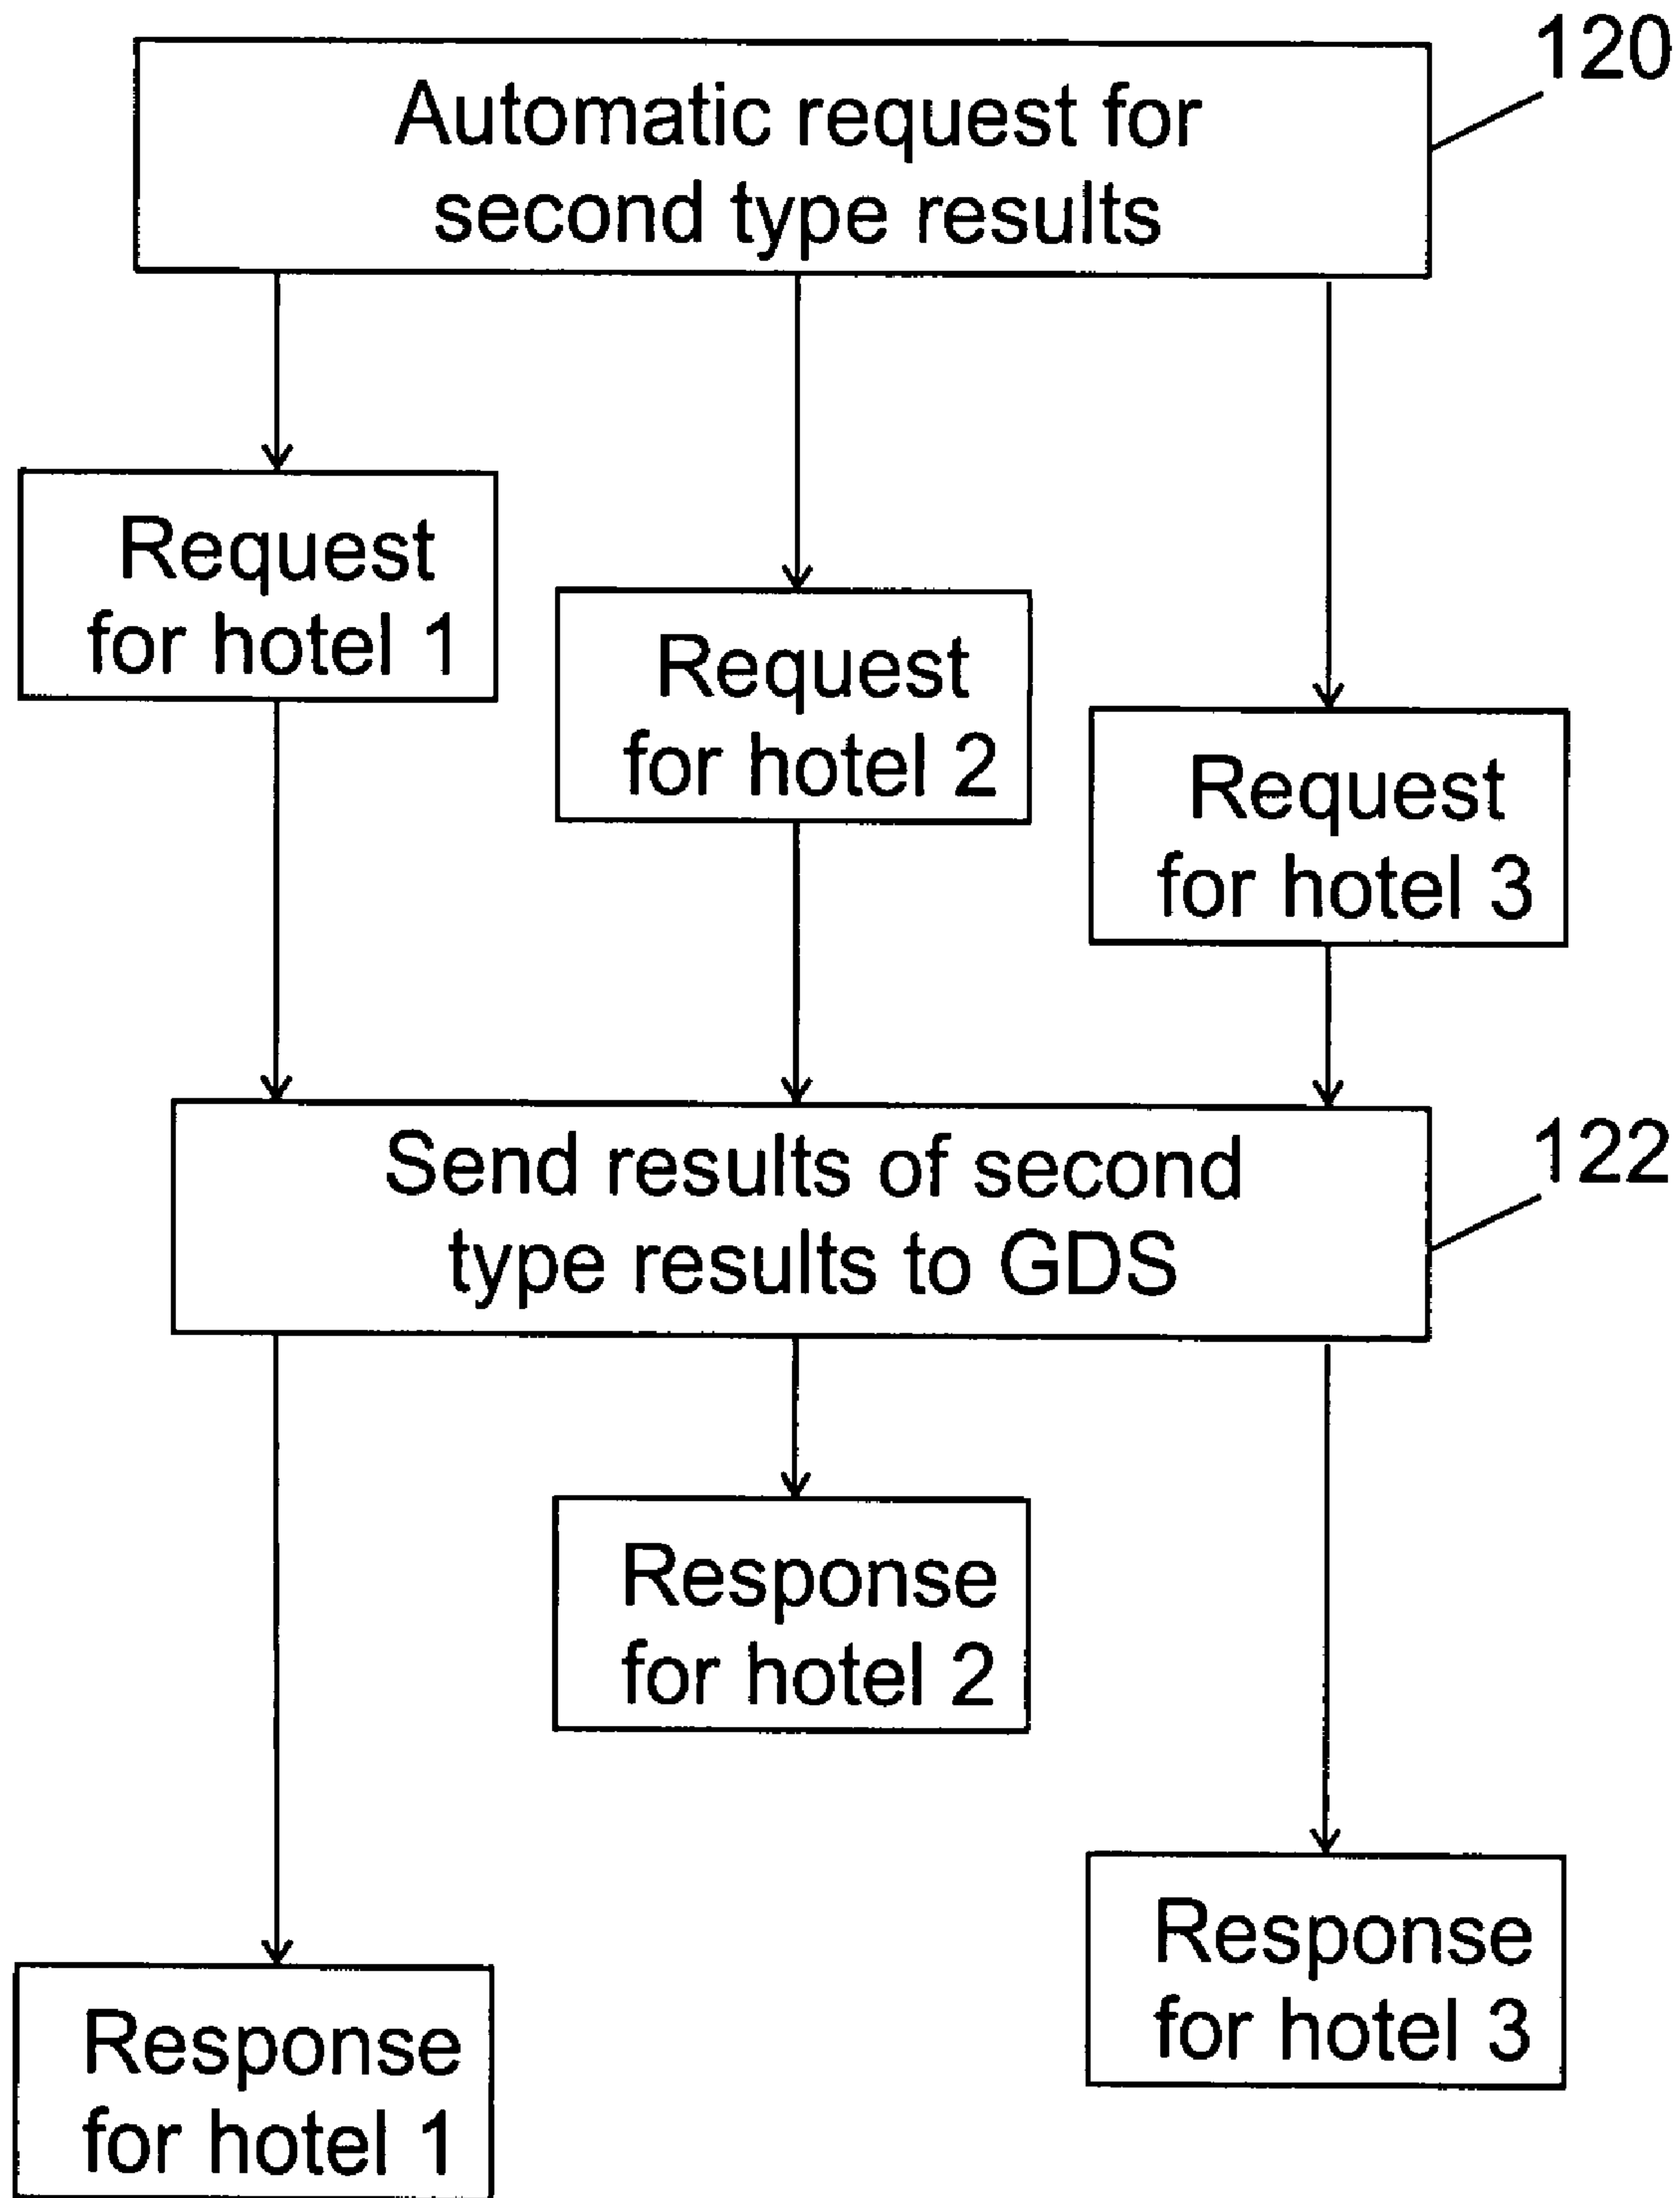 120
Automatic request for
second type results
Request
for hotel 1
Request
for hotel 2
Request
for hotel 3
122
Send results of second
type results to GDS
Response
for hotel 2
Response
for hotel 3
Response
for hotel 1